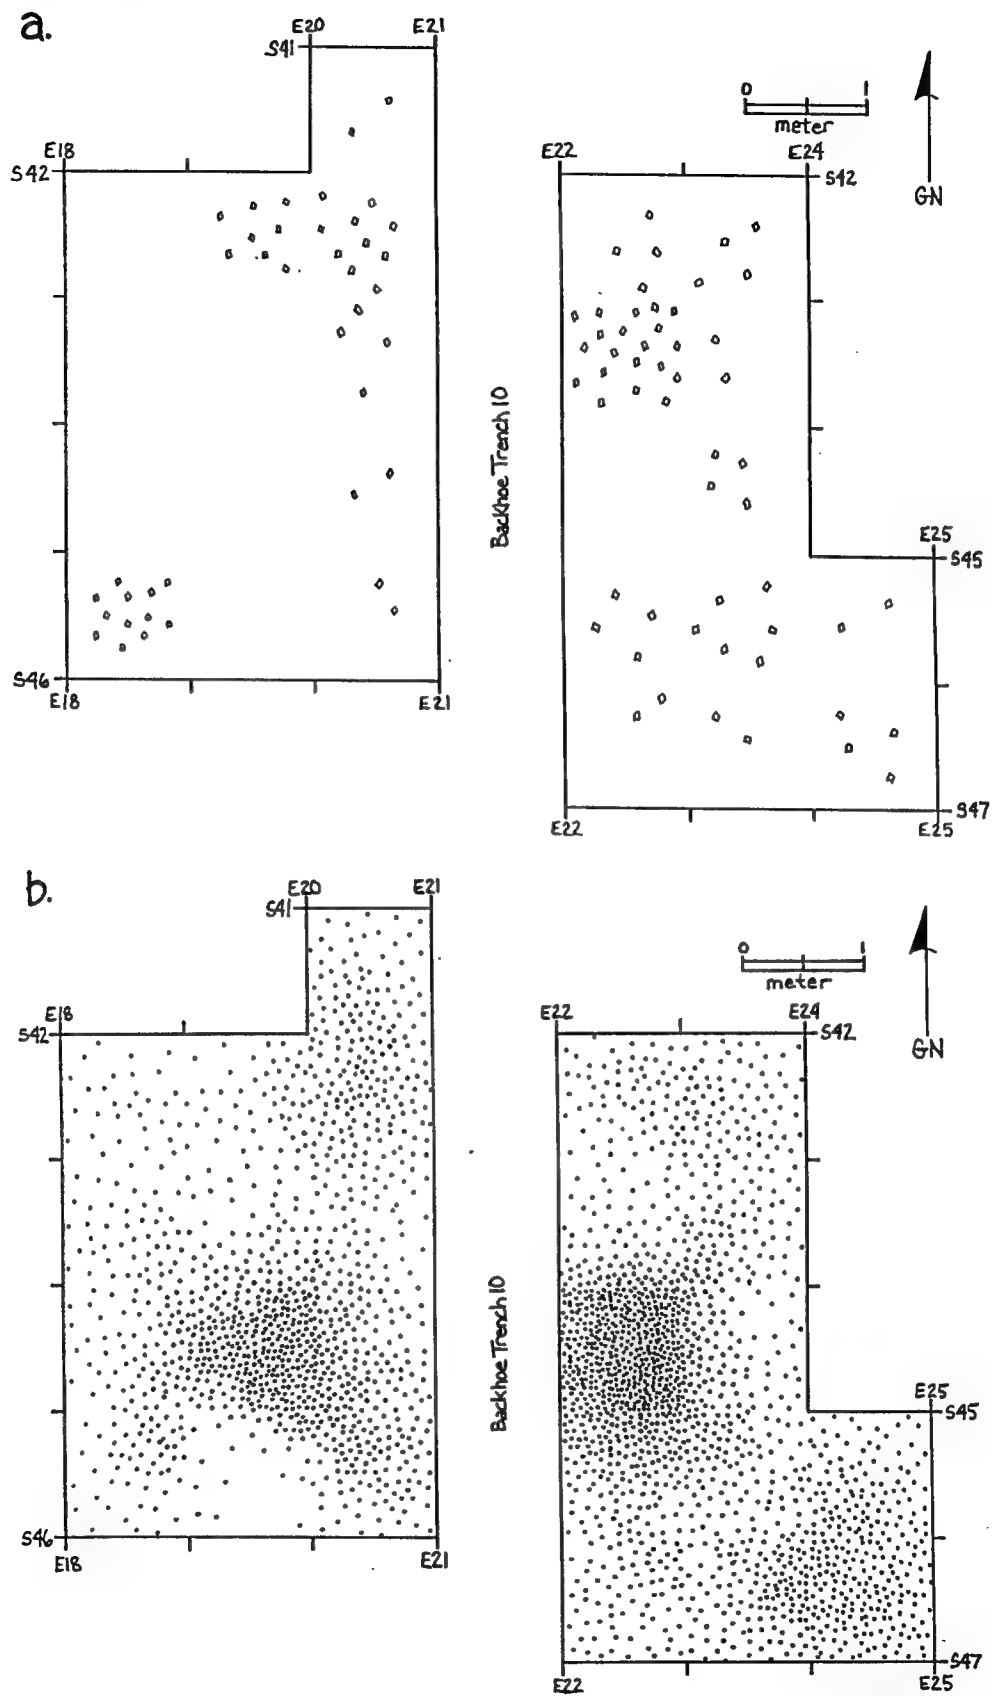 a.
E20 E21
S41
0 1
meter
GN
E18
S42
E22 E24
S42
Backhoe Trench 10
E25
S45
S46
E18 E21
S47
E22 E25
b.
E20 E21
S41
0 1
meter
GN
E18
S42
E22 E24
S42
Backhoe Trench 10
E25
S45
S46
E18 E21
S47
E22 E25